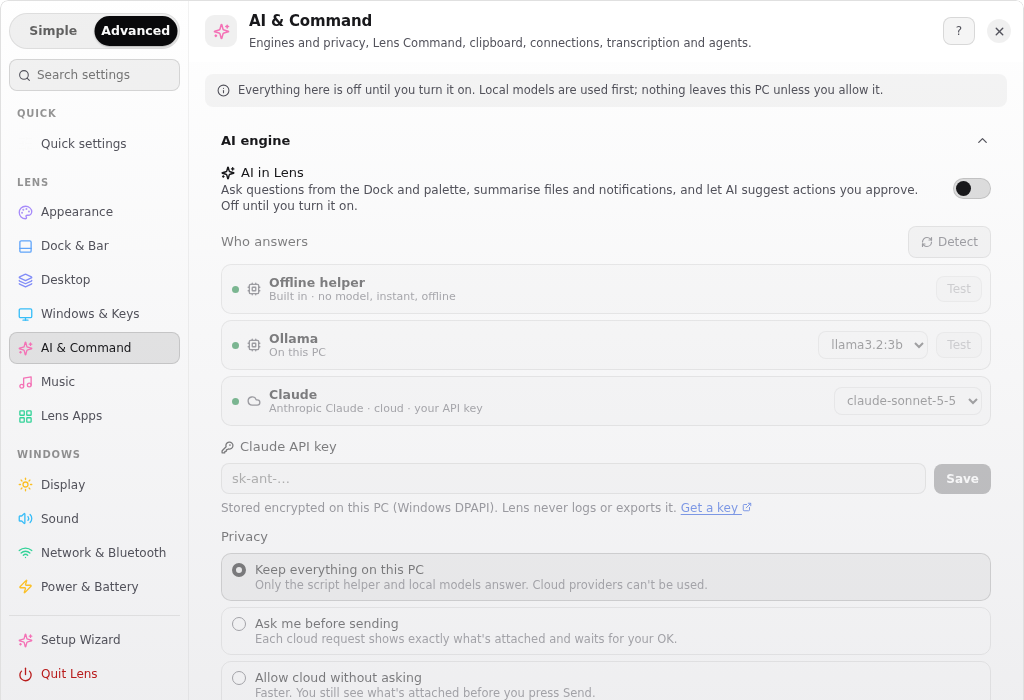 Simple
Advanced
Search settings
QUICK
Quick settings
LENS
Appearance
Dock & Bar
Desktop
Windows & Keys
AI & Command
Music
Lens Apps
WINDOWS
Display
Sound
Network & Bluetooth
Power & Battery
Setup Wizard
Quit Lens
AI & Command
Engines and privacy, Lens Command, clipboard, connections, transcription and agents.
?
Everything here is off until you turn it on. Local models are used first; nothing leaves this PC unless you allow it.
AI engine
AI in Lens
Ask questions from the Dock and palette, summarise files and notifications, and let AI suggest actions you approve.
Off until you turn it on.
Who answers
Detect
Offline helper
Built in · no model, instant, offline
Test
Ollama
On this PC
llama3.2:3b
Test
Claude
Anthropic Claude · cloud · your API key
claude-sonnet-5-5
Claude API key
sk-ant-...
Save
Stored encrypted on this PC (Windows DPAPI). Lens never logs or exports it. Get a key
Privacy
Keep everything on this PC
Only the script helper and local models answer. Cloud providers can't be used.
Ask me before sending
Each cloud request shows exactly what's attached and waits for your OK.
Allow cloud without asking
Faster. You still see what's attached before you press Send.